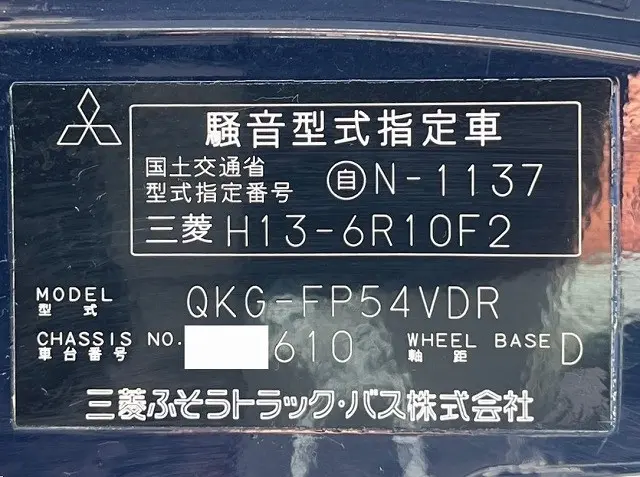 騒音型式指定車
国土交通省
型式指定番号 自N-1137
三菱 H13-6R10F2
MODEL
型式 QKG-FP54VDR
CHASSIS NO.
車台番号 610 WHEEL BASE
軸距 D
三菱ふそうトラック・バス株式会社